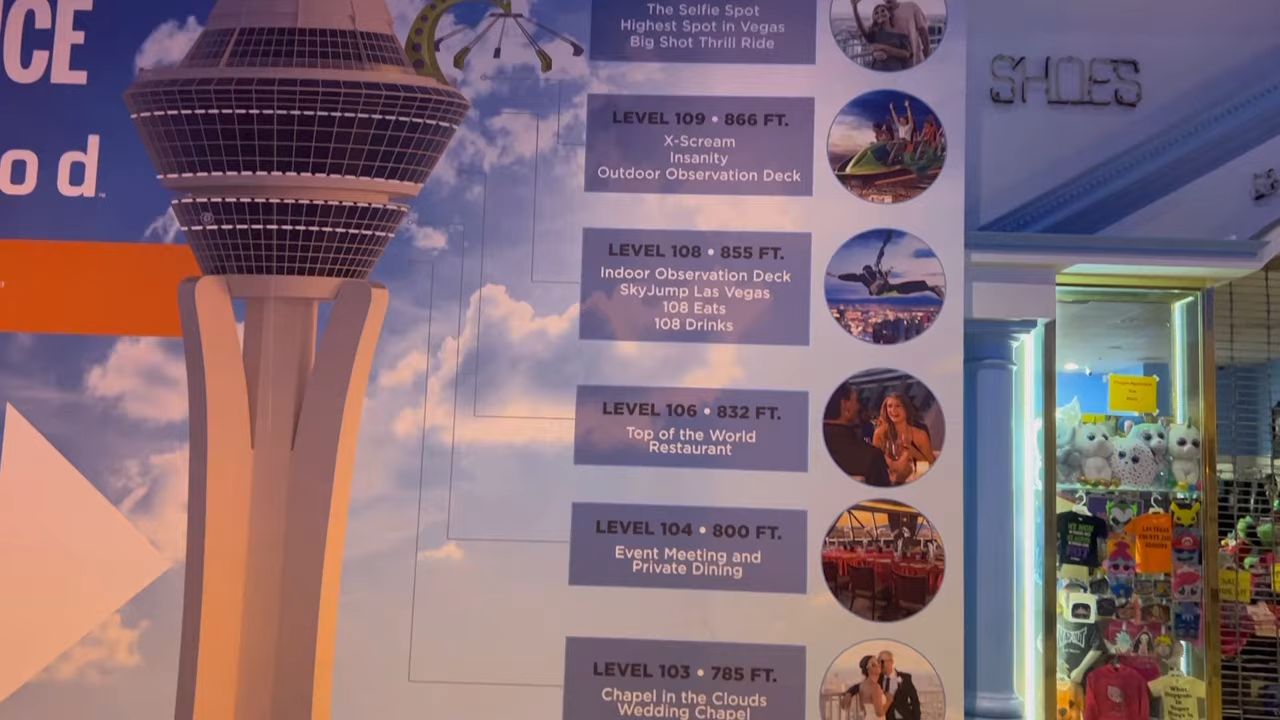 CE
od
The Selfie Spot
Highest Spot in Vegas
Big Shot Thrill Ride
LEVEL 109 • 866 FT.
X-Scream
Insanity
Outdoor Observation Deck
LEVEL 108 • 855 FT.
Indoor Observation Deck
SkyJump Las Vegas
108 Eats
108 Drinks
LEVEL 106 • 832 FT.
Top of the World
Restaurant
LEVEL 104 • 800 FT.
Event Meeting and
Private Dining
LEVEL 103 • 785 FT.
Chapel in the Clouds
Wedding Chapel
SHOES